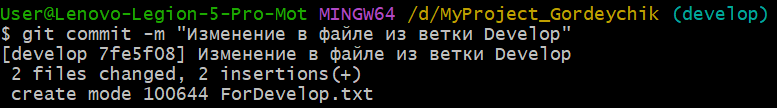 User@Lenovo-Legion-5-Pro-Mot MINGW64 /d/MyProject_Gordeychik (develop)
$ git commit -m "Изменение в файле из ветки Develop"
[develop 7fe5f08] Изменение в файле из ветки Develop
 2 files changed, 2 insertions(+)
 create mode 100644 ForDevelop.txt